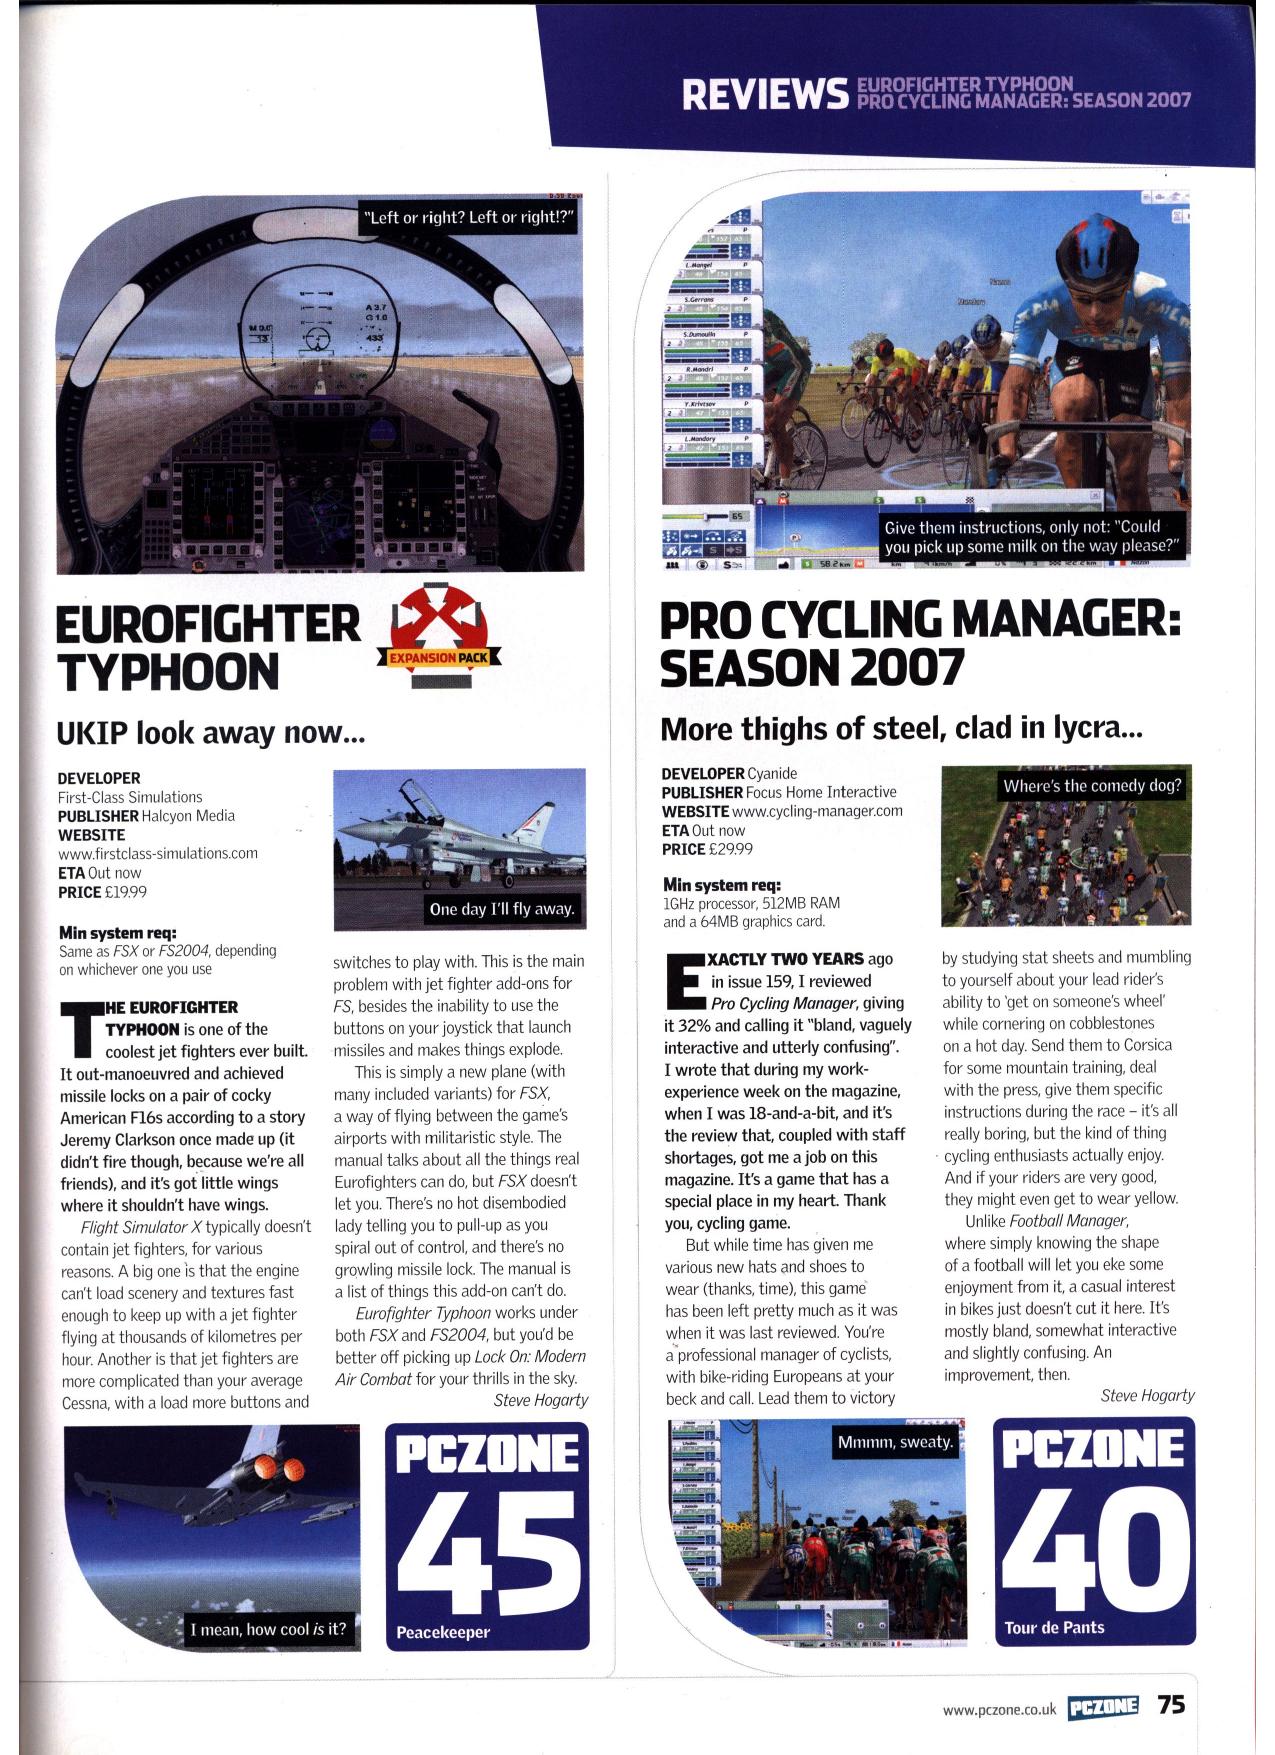 REVIEWS EUROFIGHTER TYPHOON
PRO CYCLING MANAGER: SEASON 2007
"Left or right? Left or right!?"
EUROFIGHTER
TYPHOON
EXPANSION PACK
UKIP look away now...
DEVELOPER
First-Class Simulations
PUBLISHER Halcyon Media
WEBSITE
www.firstclass-simulations.com
ETA Out now
PRICE £19.99
Min system req:
Same as FSX or FS2004, depending
on whichever one you use
One day I'll fly away.
THE EUROFIGHTER
TYPHOON is one of the
coolest jet fighters ever built.
It out-manoeuvred and achieved
missile locks on a pair of cocky
American F16s according to a story
Jeremy Clarkson once made up (it
didn't fire though, because we're all
friends), and it's got little wings
where it shouldn't have wings.
Flight Simulator X typically doesn't
contain jet fighters, for various
reasons. A big one is that the engine
can't load scenery and textures fast
enough to keep up with a jet fighter
flying at thousands of kilometres per
hour. Another is that jet fighters are
more complicated than your average
Cessna, with a load more buttons and
switches to play with. This is the main
problem with jet fighter add-ons for
FS, besides the inability to use the
buttons on your joystick that launch
missiles and makes things explode.
This is simply a new plane (with
many included variants) for FSX,
a way of flying between the game's
airports with militaristic style. The
manual talks about all the things real
Eurofighters can do, but FSX doesn't
let you. There's no hot disembodied
lady telling you to pull-up as you
spiral out of control, and there's no
growling missile lock. The manual is
a list of things this add-on can't do.
Eurofighter Typhoon works under
both FSX and FS2004, but you'd be
better off picking up Lock On: Modern
Air Combat for your thrills in the sky.
Steve Hogarty
I mean, how cool is it?
PCZONE
45
Peacekeeper
L.Mangel
S.Gerrans
S.Dumoulin
R.Mandri
Y.Krivtsov
L.Mondory
65
58.2 km
Give them instructions, only not: "Could
you pick up some milk on the way please?"
PRO CYCLING MANAGER:
SEASON 2007
More thighs of steel, clad in lycra...
DEVELOPER Cyanide
PUBLISHER Focus Home Interactive
WEBSITE www.cycling-manager.com
ETA Out now
PRICE £29.99
Min system req:
1GHz processor, 512MB RAM
and a 64MB graphics card.
Where's the comedy dog?
EXACTLY TWO YEARS ago
in issue 159, I reviewed
Pro Cycling Manager, giving
it 32% and calling it "bland, vaguely
interactive and utterly confusing".
I wrote that during my work-
experience week on the magazine,
when I was 18-and-a-bit, and it's
the review that, coupled with staff
shortages, got me a job on this
magazine. It's a game that has a
special place in my heart. Thank
you, cycling game.
But while time has given me
various new hats and shoes to
wear (thanks, time), this game
has been left pretty much as it was
when it was last reviewed. You're
a professional manager of cyclists,
with bike-riding Europeans at your
beck and call. Lead them to victory
by studying stat sheets and mumbling
to yourself about your lead rider's
ability to 'get on someone's wheel'
while cornering on cobblestones
on a hot day. Send them to Corsica
for some mountain training, deal
with the press, give them specific
instructions during the race – it's all
really boring, but the kind of thing
cycling enthusiasts actually enjoy.
And if your riders are very good,
they might even get to wear yellow.
Unlike Football Manager,
where simply knowing the shape
of a football will let you eke some
enjoyment from it, a casual interest
in bikes just doesn't cut it here. It's
mostly bland, somewhat interactive
and slightly confusing. An
improvement, then.
Steve Hogarty
Mmmm, sweaty.
PCZONE
40
Tour de Pants
www.pczone.co.uk PCZONE 75